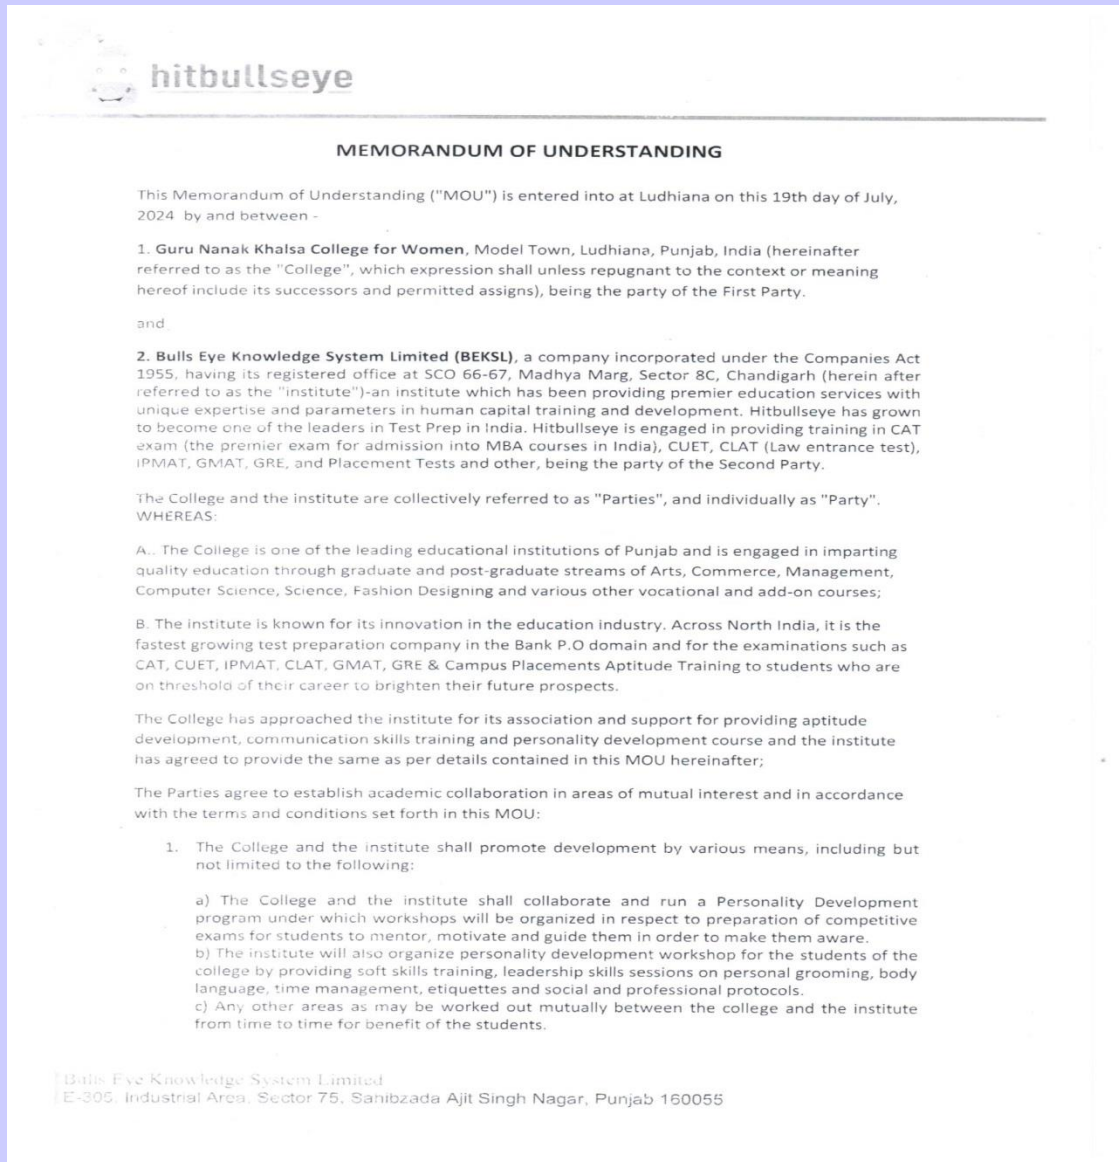 hitbullseye
MEMORANDUM OF UNDERSTANDING
This Memorandum of Understanding ("MOU") is entered into at Ludhiana on this 19th day of July,
2024 by and between -
1. Guru Nanak Khalsa College for Women, Model Town, Ludhiana, Punjab, India (hereinafter
referred to as the "College", which expression shall unless repugnant to the context or meaning
hereof include its successors and permitted assigns), being the party of the First Party.
and
2. Bulls Eye Knowledge System Limited (BEKSL), a company incorporated under the Companies Act
1955, having its registered office at SCO 66-67, Madhya Marg, Sector 8C, Chandigarh (herein after
referred to as the "institute")-an institute which has been providing premier education services with
unique expertise and parameters in human capital training and development. Hitbullseye has grown
to become one of the leaders in Test Prep in India. Hitbullseye is engaged in providing training in CAT
exam (the premier exam for admission into MBA courses in India), CUET, CLAT (Law entrance test),
IPMAT, GMAT, GRE, and Placement Tests and other, being the party of the Second Party.
The College and the institute are collectively referred to as "Parties", and individually as "Party".
WHEREAS:
A.. The College is one of the leading educational institutions of Punjab and is engaged in imparting
quality education through graduate and post-graduate streams of Arts, Commerce, Management,
Computer Science, Science, Fashion Designing and various other vocational and add-on courses;
B. The institute is known for its innovation in the education industry. Across North India, it is the
fastest growing test preparation company in the Bank P.O domain and for the examinations such as
CAT, CUET, IPMAT, CLAT, GMAT, GRE & Campus Placements Aptitude Training to students who are
on threshold of their career to brighten their future prospects.
The College has approached the institute for its association and support for providing aptitude
development, communication skills training and personality development course and the institute
has agreed to provide the same as per details contained in this MOU hereinafter;
The Parties agree to establish academic collaboration in areas of mutual interest and in accordance
with the terms and conditions set forth in this MOU:
1. The College and the institute shall promote development by various means, including but
not limited to the following:
a) The College and the institute shall collaborate and run a Personality Development
program under which workshops will be organized in respect to preparation of competitive
exams for students to mentor, motivate and guide them in order to make them aware.
b) The institute will also organize personality development workshop for the students of the
college by providing soft skills training, leadership skills sessions on personal grooming, body
language, time management, etiquettes and social and professional protocols.
c) Any other areas as may be worked out mutually between the college and the institute
from time to time for benefit of the students.
Bulls Eye Knowledge System Limited
E-305, Industrial Area, Sector 75, Sahibzada Ajit Singh Nagar, Punjab 160055